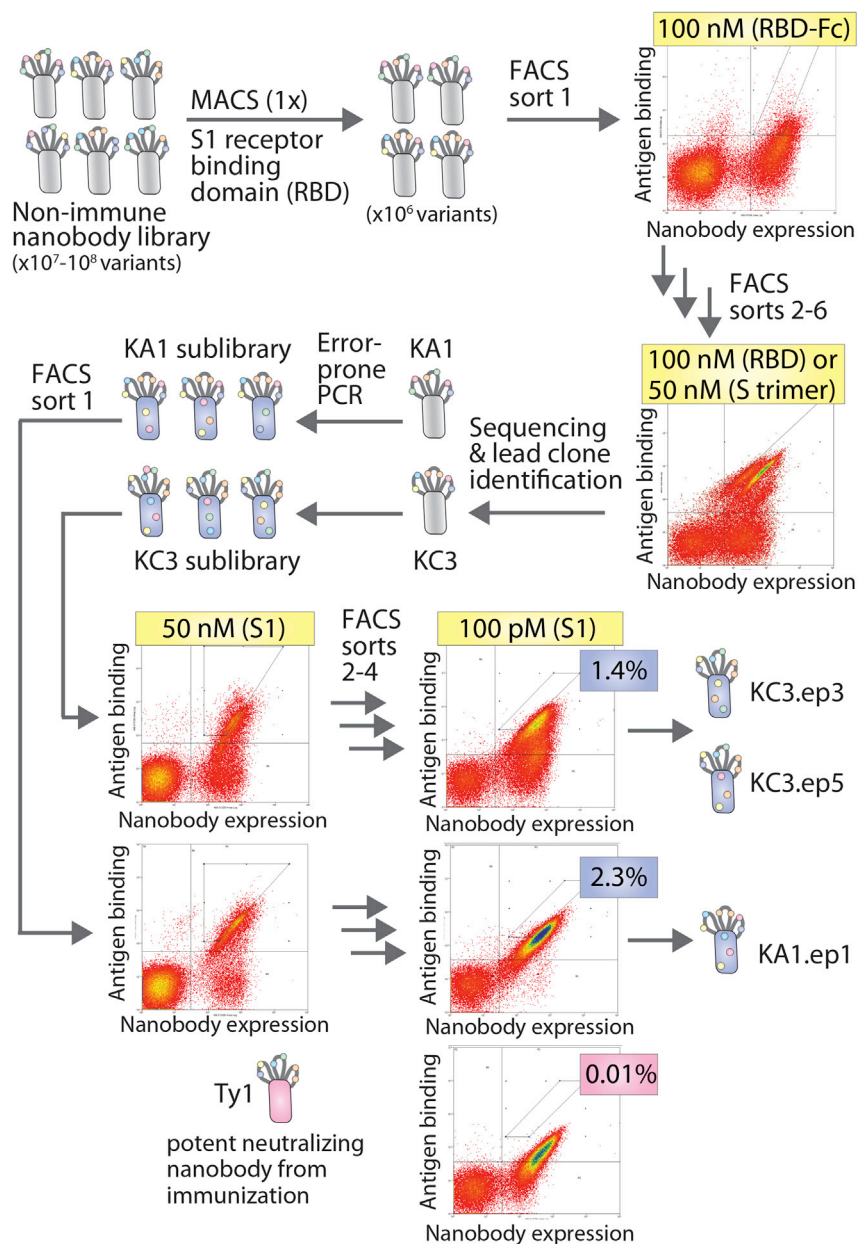 MACS (1x)
S1 receptor
binding
domain (RBD)
Non-immune
nanobody library
(x10⁷-10⁸ variants)
(x10⁶ variants)
FACS
sort 1
100 nM (RBD-Fc)
Antigen binding
Nanobody expression
FACS
sorts 2-6
100 nM (RBD) or
50 nM (S trimer)
Antigen binding
Nanobody expression
Sequencing
& lead clone
identification
KA1
KC3
Error-
prone
PCR
KA1 sublibrary
KC3 sublibrary
FACS
sort 1
50 nM (S1)
Antigen binding
Nanobody expression
FACS
sorts
2-4
100 pM (S1)
1.4%
Antigen binding
Nanobody expression
KC3.ep3
KC3.ep5
Antigen binding
Nanobody expression
2.3%
Antigen binding
Nanobody expression
KA1.ep1
Ty1
potent neutralizing
nanobody from
immunization
0.01%
Antigen binding
Nanobody expression